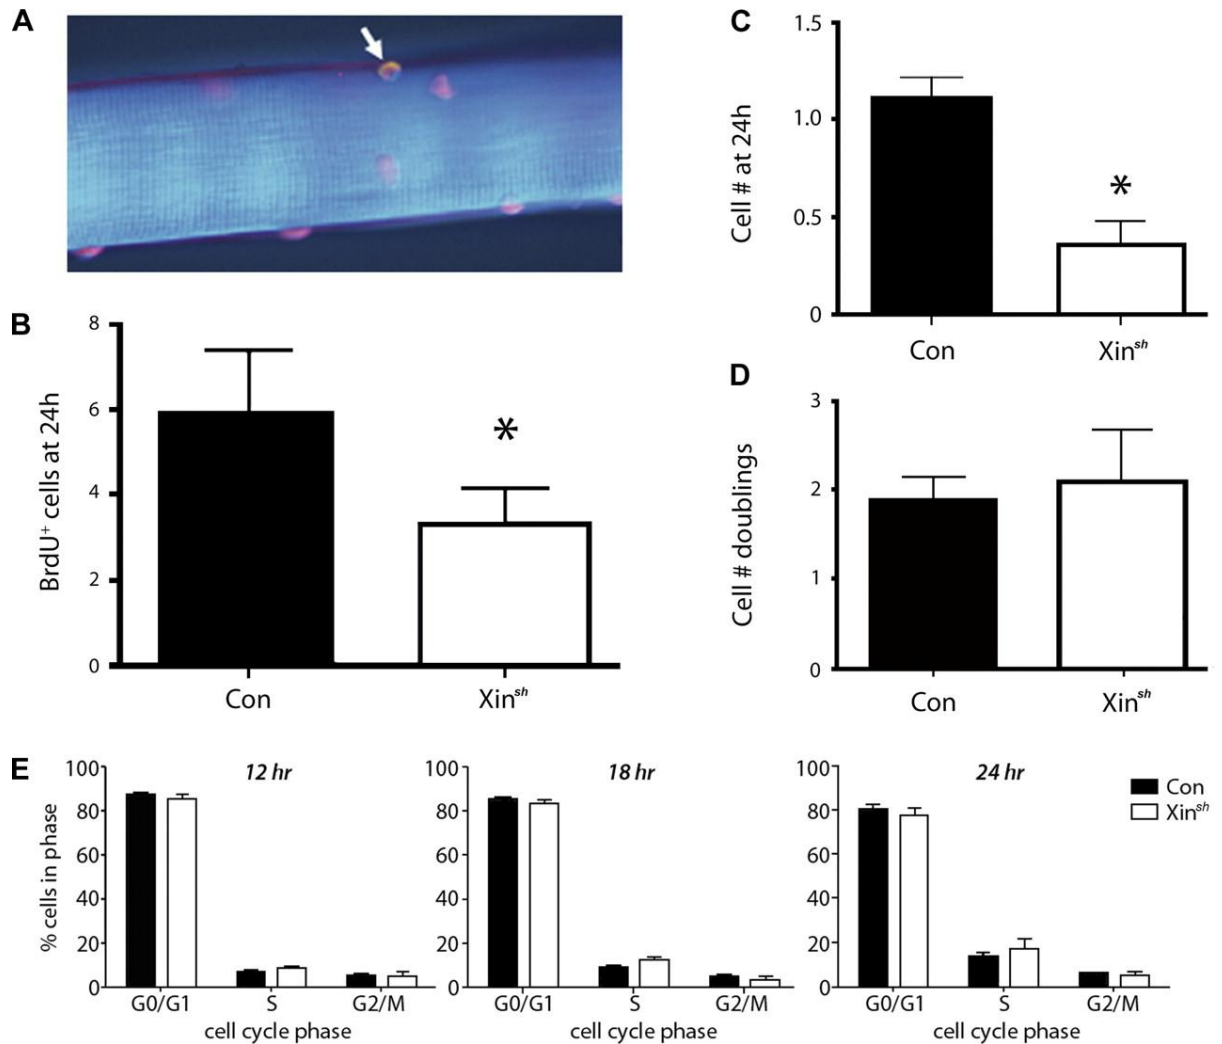 A
B
BrdU⁺ cells at 24h
8
6
4
2
0
*
Con
Xinˢʰ
C
Cell # at 24h
1.5
1.0
0.5
0
*
Con
Xinˢʰ
D
Cell # doublings
3
2
1
0
Con
Xinˢʰ
E
% cells in phase
12 hr
100
80
60
40
20
0
G0/G1 S G2/M
cell cycle phase
18 hr
100
80
60
40
20
0
G0/G1 S G2/M
cell cycle phase
24 hr
100
80
60
40
20
0
G0/G1 S G2/M
cell cycle phase
Con
Xinˢʰ